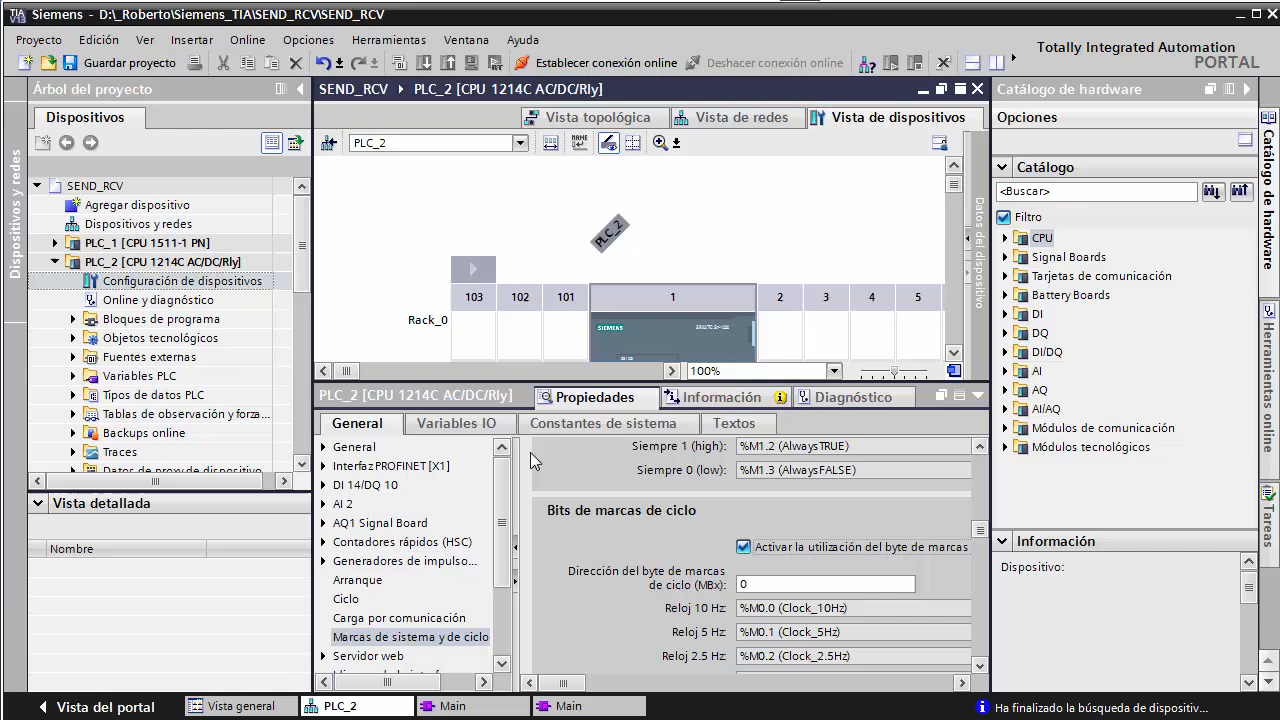 TIA
V13
Siemens - D:\_Roberto\Siemens_TIA\SEND_RCV\SEND_RCV
Proyecto Edición Ver Insertar Online Opciones Herramientas Ventana Ayuda
Totally Integrated Automation
PORTAL
Guardar proyecto
Establecer conexión online
Deshacer conexión online
Árbol del proyecto
SEND_RCV PLC_2 [CPU 1214C AC/DC/Rly]
Catálogo de hardware
Dispositivos
Dispositivos y redes
SEND_RCV
Agregar dispositivo
Dispositivos y redes
PLC_1 [CPU 1511-1 PN]
PLC_2 [CPU 1214C AC/DC/Rly]
Configuración de dispositivos
Online y diagnóstico
Bloques de programa
Objetos tecnológicos
Fuentes externas
Variables PLC
Tipos de datos PLC
Tablas de observación y forza...
Backups online
Traces
Datos de proxy de dispositivo
Vista detallada
Nombre
Vista topológica
Vista de redes
Vista de dispositivos
PLC_2
NAME
PLC_2
103 102 101 1 2 3 4 5
Rack_0
SIEMENS
100%
Datos del dispositivo
PLC_2 [CPU 1214C AC/DC/Rly]
Propiedades
Información
Diagnóstico
General
Variables IO
Constantes de sistema
Textos
General
Interfaz PROFINET [X1]
DI 14/DQ 10
AI 2
AQ1 Signal Board
Contadores rápidos (HSC)
Generadores de impulso...
Arranque
Ciclo
Carga por comunicación
Marcas de sistema y de ciclo
Servidor web
Siempre 1 (high): %M1.2 (AlwaysTRUE)
Siempre 0 (low): %M1.3 (AlwaysFALSE)
Bits de marcas de ciclo
Activar la utilización del byte de marcas
Dirección del byte de marcas
de ciclo (MBx): 0
Reloj 10 Hz: %M0.0 (Clock_10Hz)
Reloj 5 Hz: %M0.1 (Clock_5Hz)
Reloj 2.5 Hz: %M0.2 (Clock_2.5Hz)
Opciones
Catálogo
<Buscar>
Filtro
CPU
Signal Boards
Tarjetas de comunicación
Battery Boards
DI
DQ
DI/DQ
AI
AQ
AI/AQ
Módulos de comunicación
Módulos tecnológicos
Información
Dispositivo:
Catálogo de hardware
Herramientas online
Tareas
Vista del portal
Vista general
PLC_2
Main
Main
Ha finalizado la búsqueda de dispositiv...